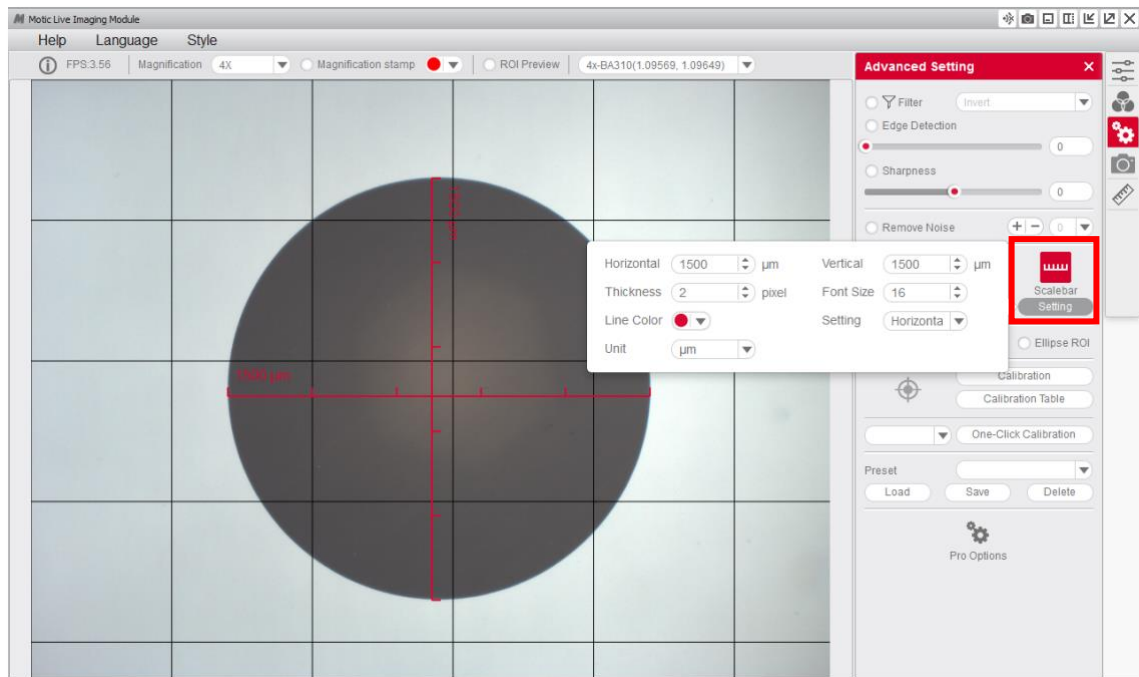 Motic Live Imaging Module
Help Language Style
FPS:3.56 Magnification 4X Magnification stamp ROI Preview 4x-BA310(1.09569, 1.09649)
Advanced Setting
Filter Invert
Edge Detection
0
Sharpness
0
Remove Noise + - 0
Horizontal 1500 µm Vertical 1500 µm
Thickness 2 pixel Font Size 16
Line Color Setting Horizonta
Unit µm
Scalebar
Setting
Ellipse ROI
1500 µm
1500 µm
Calibration
Calibration Table
One-Click Calibration
Preset
Load Save Delete
Pro Options